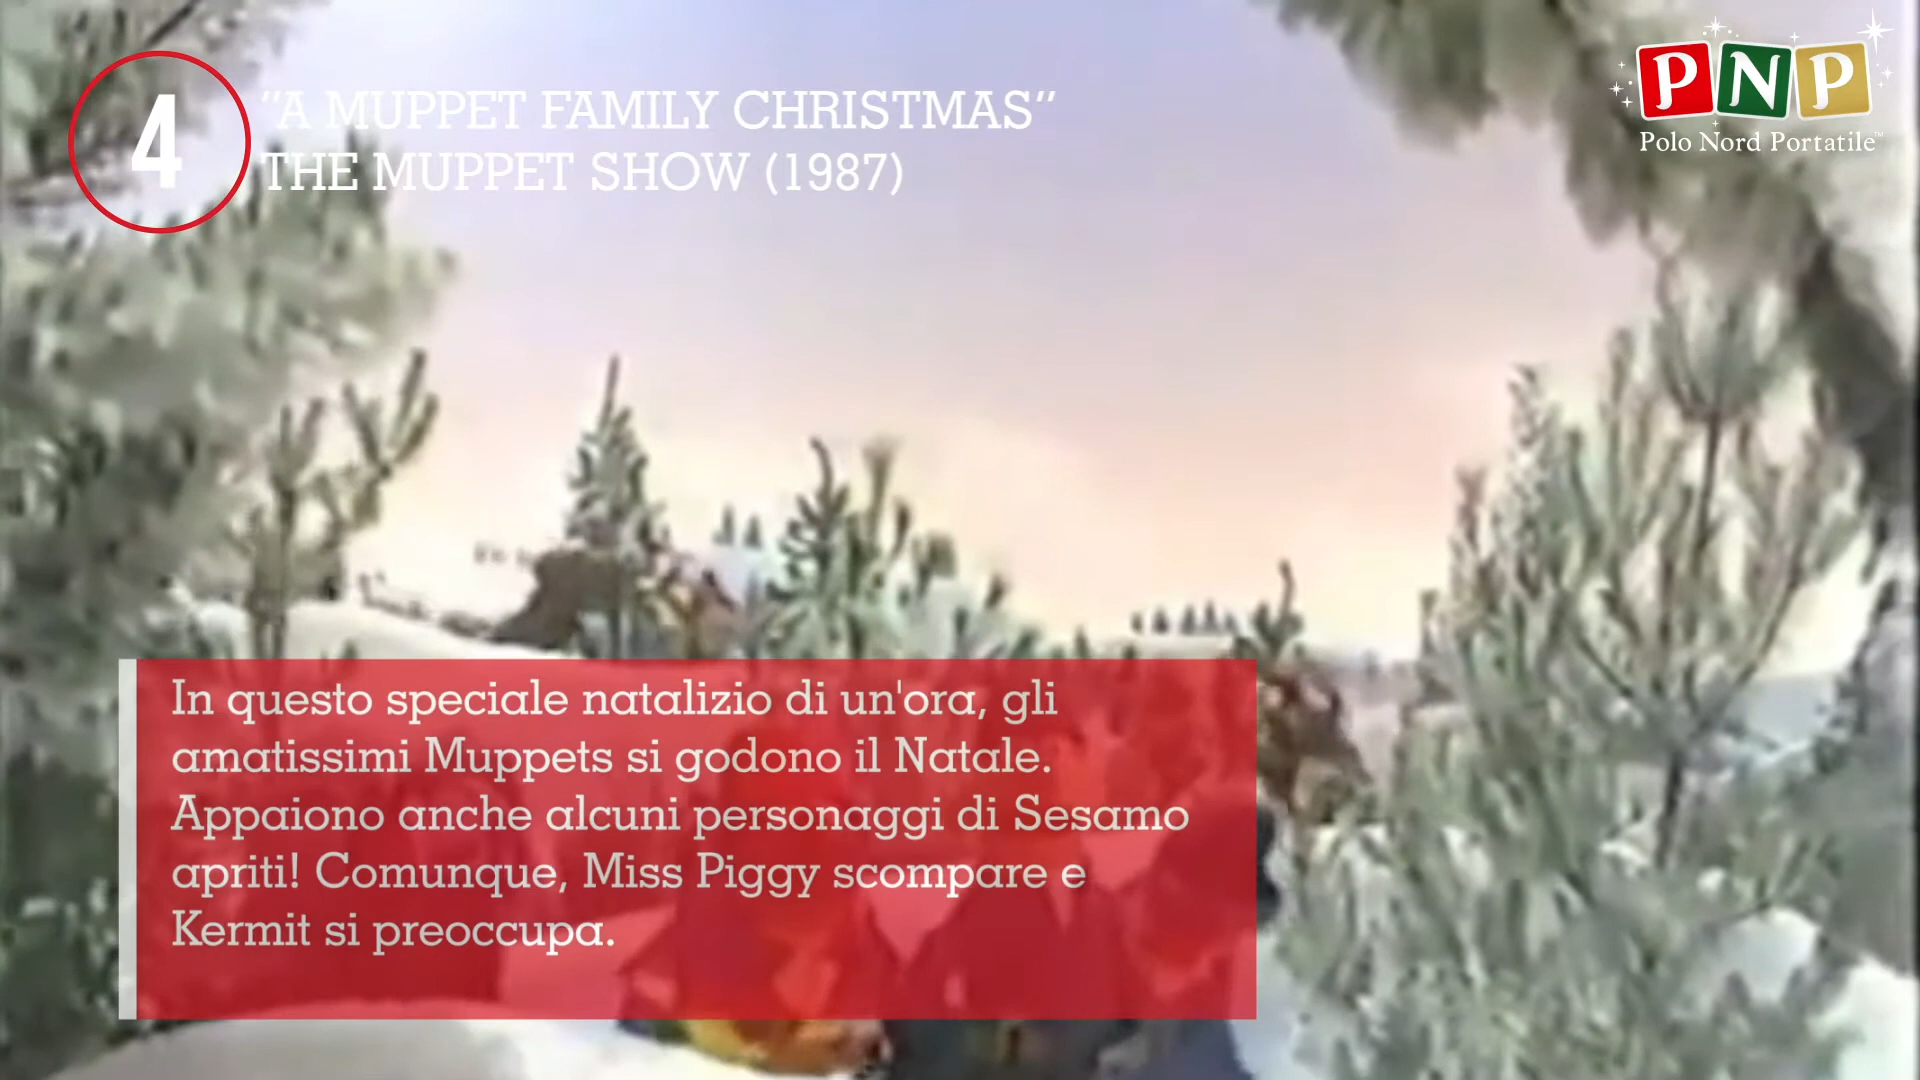 4
"A MUPPET FAMILY CHRISTMAS"
THE MUPPET SHOW (1987)
PNP
Polo Nord Portatile™
In questo speciale natalizio di un'ora, gli
amatissimi Muppets si godono il Natale.
Appaiono anche alcuni personaggi di Sesamo
apriti! Comunque, Miss Piggy scompare e
Kermit si preoccupa.